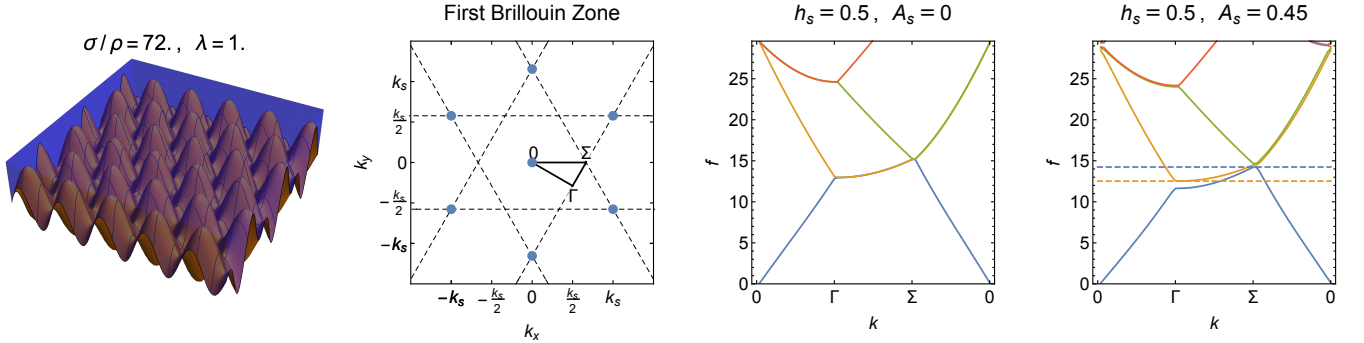 σ/ρ=72. , λ=1.
First Brillouin Zone
k_y
k_s
k_s/2
0
-k_s/2
-k_s
0
Σ
Γ
-k_s -k_s/2 0 k_s/2 k_s
k_x
h_s = 0.5 , A_s = 0
f
25
20
15
10
5
0
0 Γ Σ 0
k
h_s = 0.5 , A_s = 0.45
f
25
20
15
10
5
0
0 Γ Σ 0
k